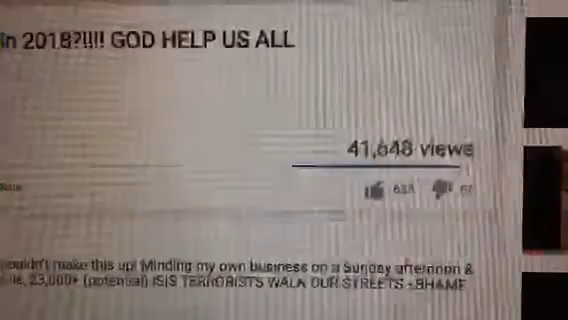 in 2018?!!!! GOD HELP US ALL
41,648 views
make this up! Minding my own business on a Sunday afternoon &
23,000+ (potential) ISIS TERRORISTS WALK OUR STREETS - SHAME